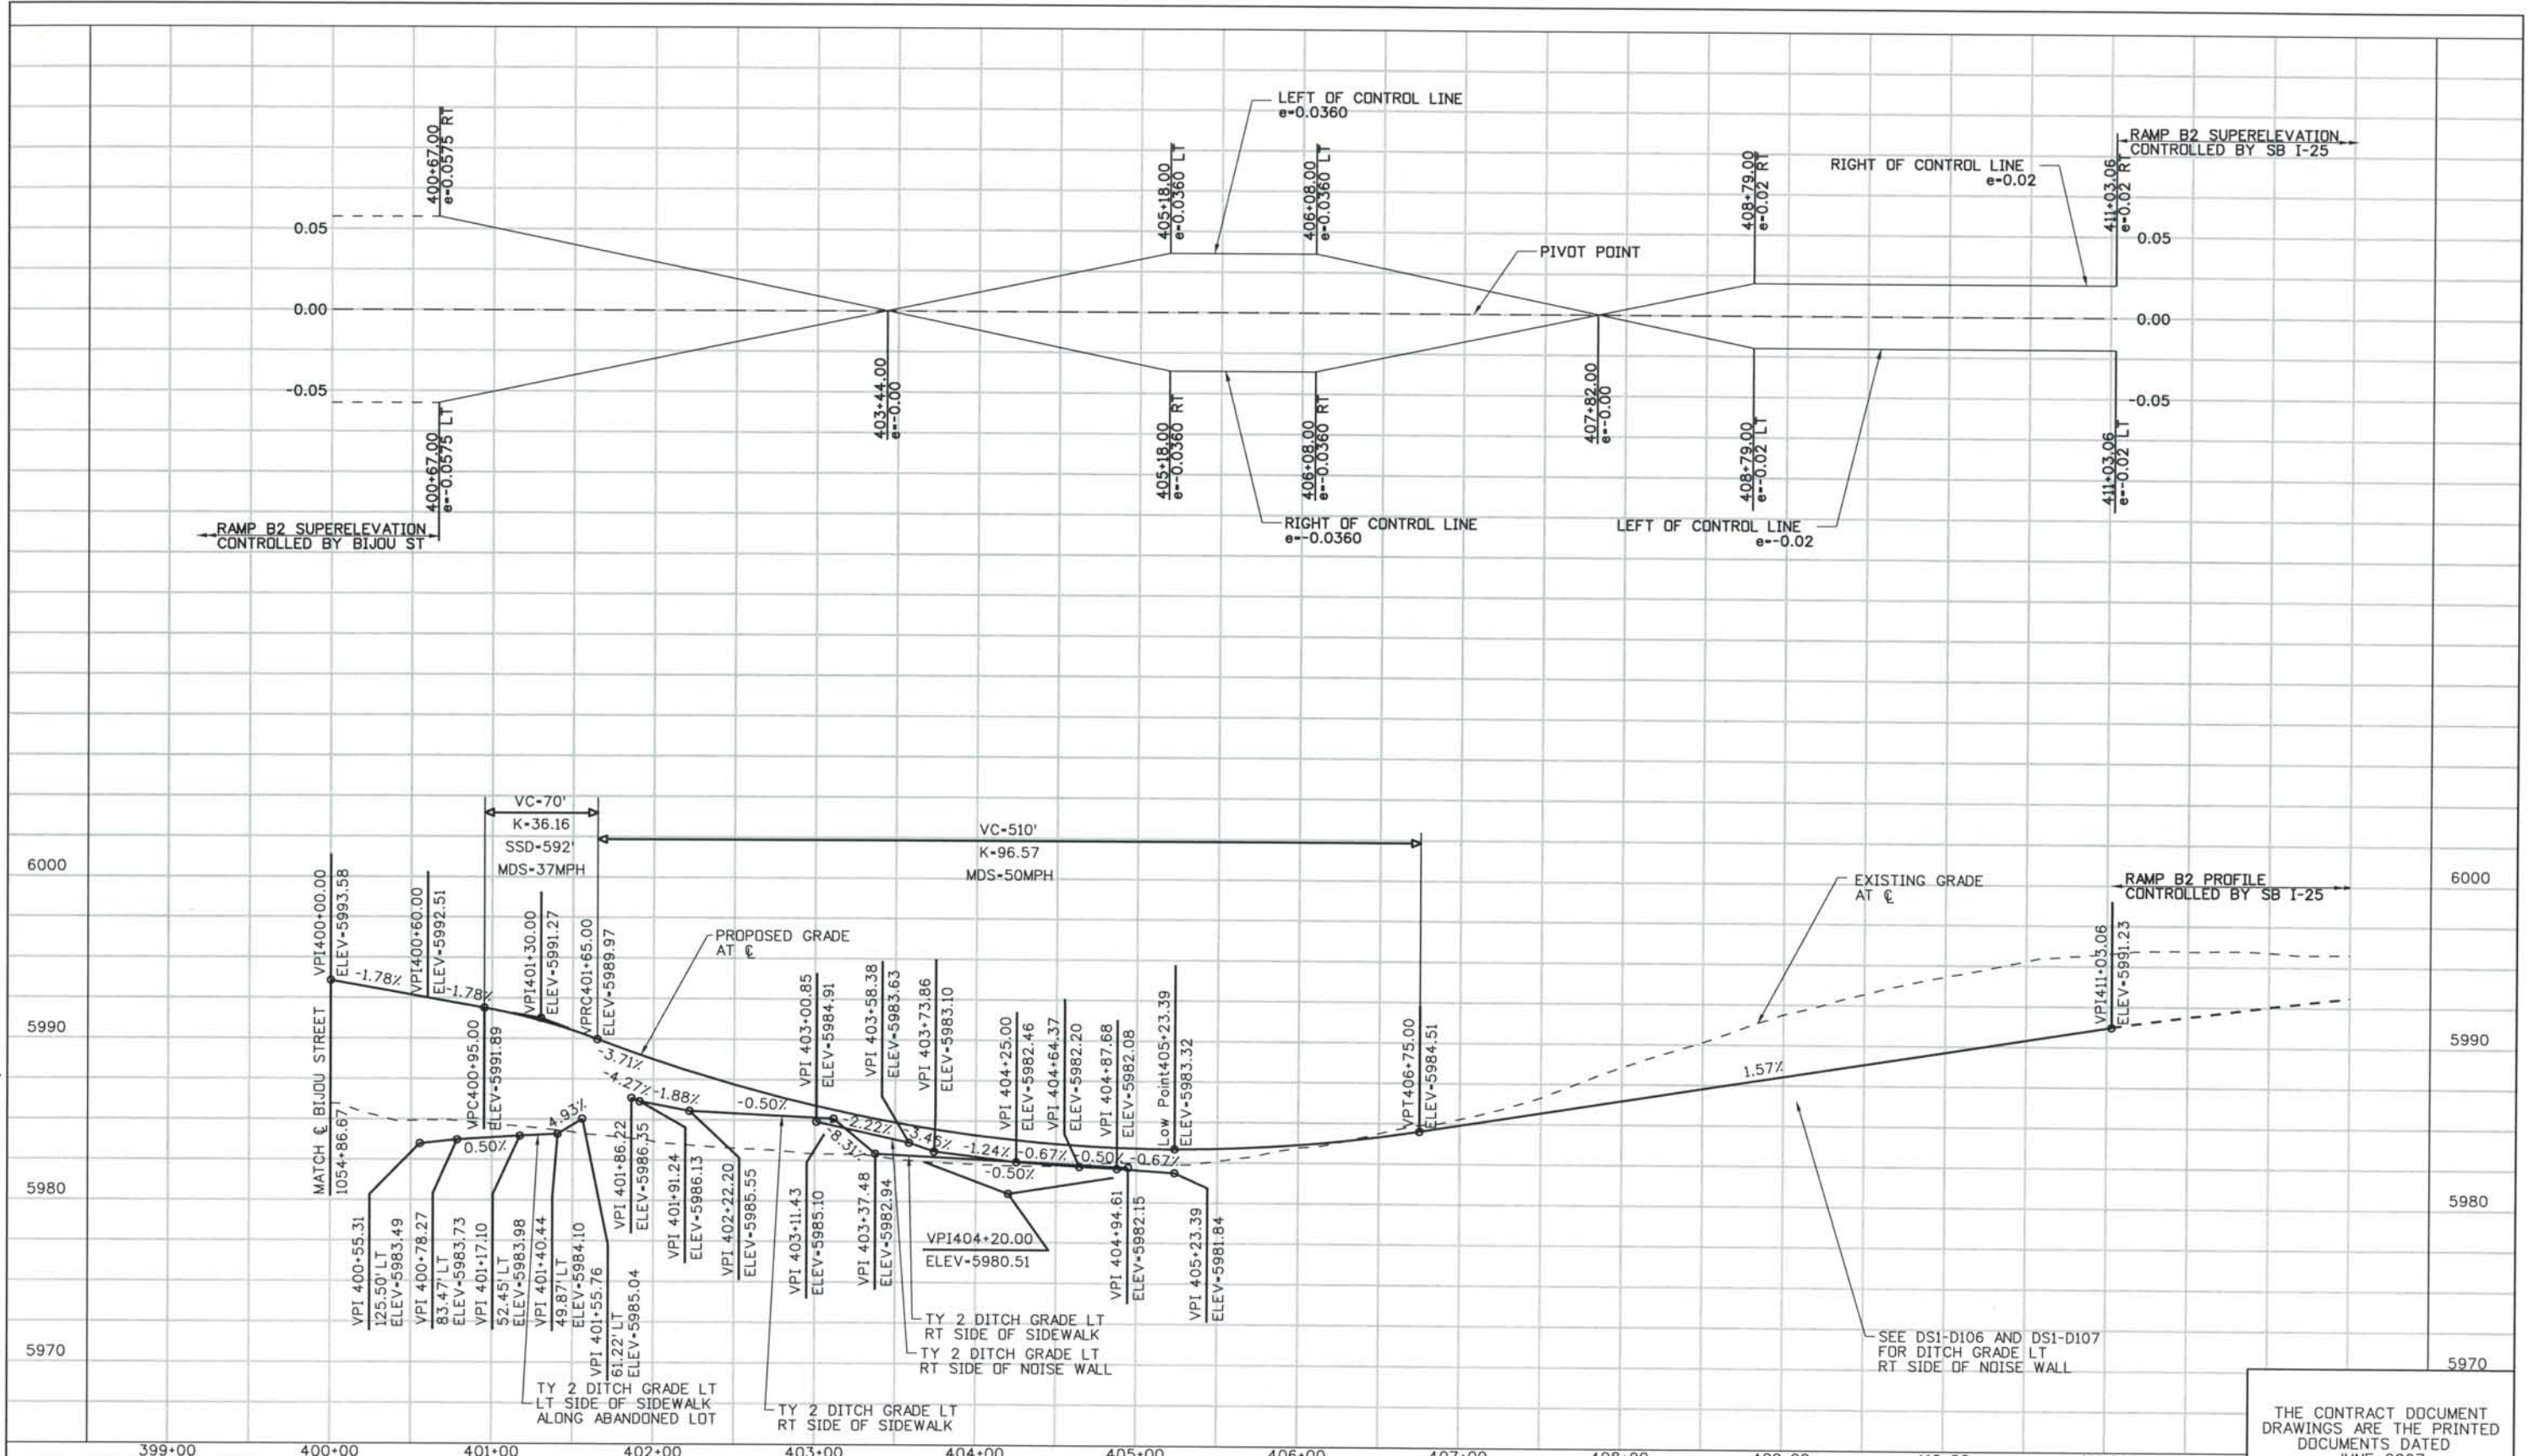 LEFT OF CONTROL LINE
e=0.0360
400+67.00
e=0.0575 RT
405+18.00
e=0.0360 LT
406+08.00
e=0.0360 LT
408+79.00
e=0.02 RT
RIGHT OF CONTROL LINE
e=0.02
411+03.06
e=0.02 RT
RAMP B2 SUPERELEVATION
CONTROLLED BY SB I-25
0.05
0.05
PIVOT POINT
0.00
0.00
-0.05
-0.05
400+67.00
e=-0.0575 LT
403+44.00
e=-0.00
405+18.00
e=-0.0360 RT
406+08.00
e=-0.0360 RT
407+82.00
e=-0.00
408+79.00
e=-0.02 LT
411+03.06
e=-0.02 LT
RAMP B2 SUPERELEVATION
CONTROLLED BY BIJOU ST
RIGHT OF CONTROL LINE
e=-0.0360
LEFT OF CONTROL LINE
e=-0.02
VC=70'
K=36.16
SSD=592'
MDS=37MPH
VC=510'
K=96.57
MDS=50MPH
6000
6000
VPI400+00.00
ELEV=5993.58
VPI400+60.00
ELEV=5992.51
VPI401+30.00
ELEV=5991.27
VPRC401+65.00
ELEV=5989.97
PROPOSED GRADE
AT ℄
EXISTING GRADE
AT ℄
RAMP B2 PROFILE
CONTROLLED BY SB I-25
VPI411+03.06
ELEV=5991.23
-1.78%
-1.78%
VPC400+95.00
ELEV=5991.89
-3.71%
VPI 403+00.85
ELEV=5984.91
VPI 403+58.38
ELEV=5983.63
VPI 403+73.86
ELEV=5983.10
VPI 404+25.00
ELEV=5982.46
VPI 404+64.37
ELEV=5982.20
VPI 404+87.68
ELEV=5982.08
Low Point405+23.39
ELEV=5983.32
VPT406+75.00
ELEV=5984.51
1.57%
5990
5990
MATCH ℄ BIJOU STREET
1054+86.67
0.50%
4.93%
-4.27%
-1.88%
-0.50%
-8.31%
-2.22%
-3.45%
-1.24%
-0.67%
-0.50%
-0.67%
-0.50%
5980
5980
VPI 400+55.31
125.50' LT
ELEV=5983.49
VPI 400+78.27
83.47' LT
ELEV=5983.73
VPI 401+17.10
52.45' LT
ELEV=5983.98
VPI 401+40.44
49.87' LT
ELEV=5984.10
VPI 401+55.76
61.22' LT
ELEV=5985.04
VPI 401+86.22
ELEV=5986.35
VPI 401+91.24
ELEV=5986.13
VPI 402+22.20
ELEV=5985.55
VPI 403+11.43
ELEV=5985.10
VPI 403+37.48
ELEV=5982.94
VPI404+20.00
ELEV=5980.51
VPI 404+94.61
ELEV=5982.15
VPI 405+23.39
ELEV=5981.84
TY 2 DITCH GRADE LT
RT SIDE OF SIDEWALK
TY 2 DITCH GRADE LT
RT SIDE OF NOISE WALL
SEE DS1-D106 AND DS1-D107
FOR DITCH GRADE LT
RT SIDE OF NOISE WALL
5970
5970
TY 2 DITCH GRADE LT
LT SIDE OF SIDEWALK
ALONG ABANDONED LOT
TY 2 DITCH GRADE LT
RT SIDE OF SIDEWALK
THE CONTRACT DOCUMENT
DRAWINGS ARE THE PRINTED
DOCUMENTS DATED
399+00
400+00
401+00
402+00
403+00
404+00
405+00
406+00